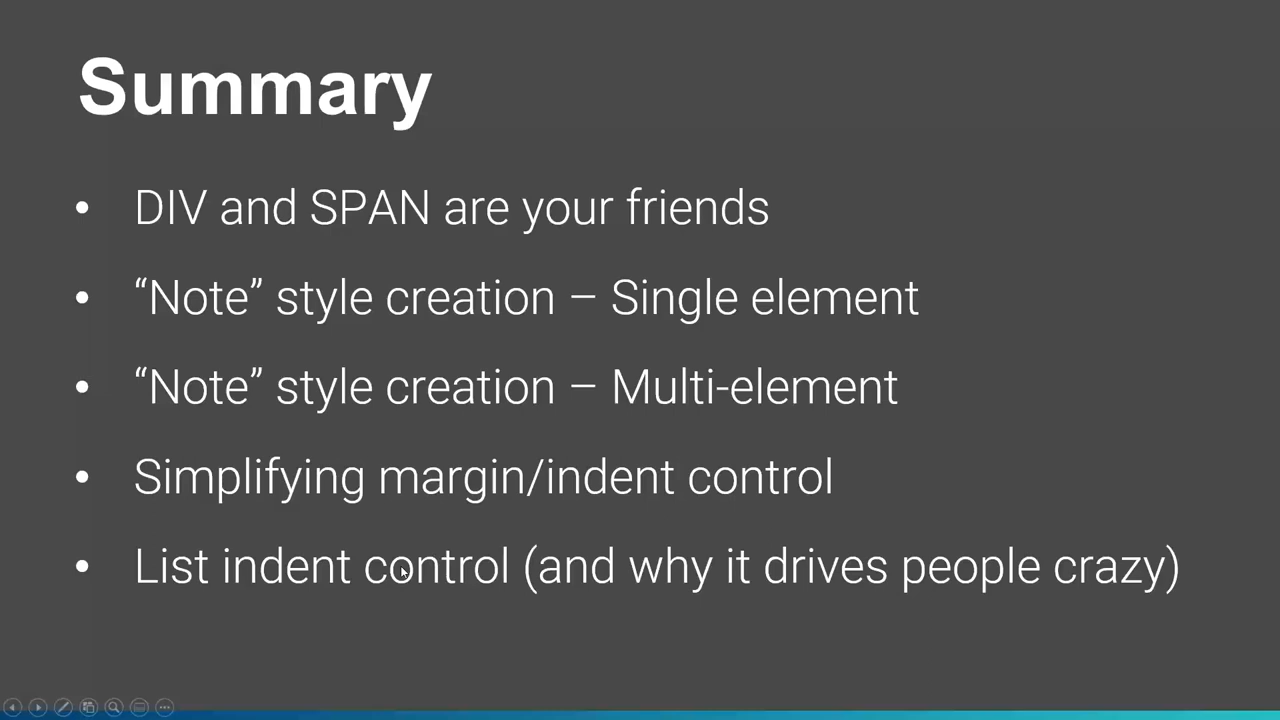 Summary
• DIV and SPAN are your friends
• “Note” style creation – Single element
• “Note” style creation – Multi-element
• Simplifying margin/indent control
• List indent control (and why it drives people crazy)